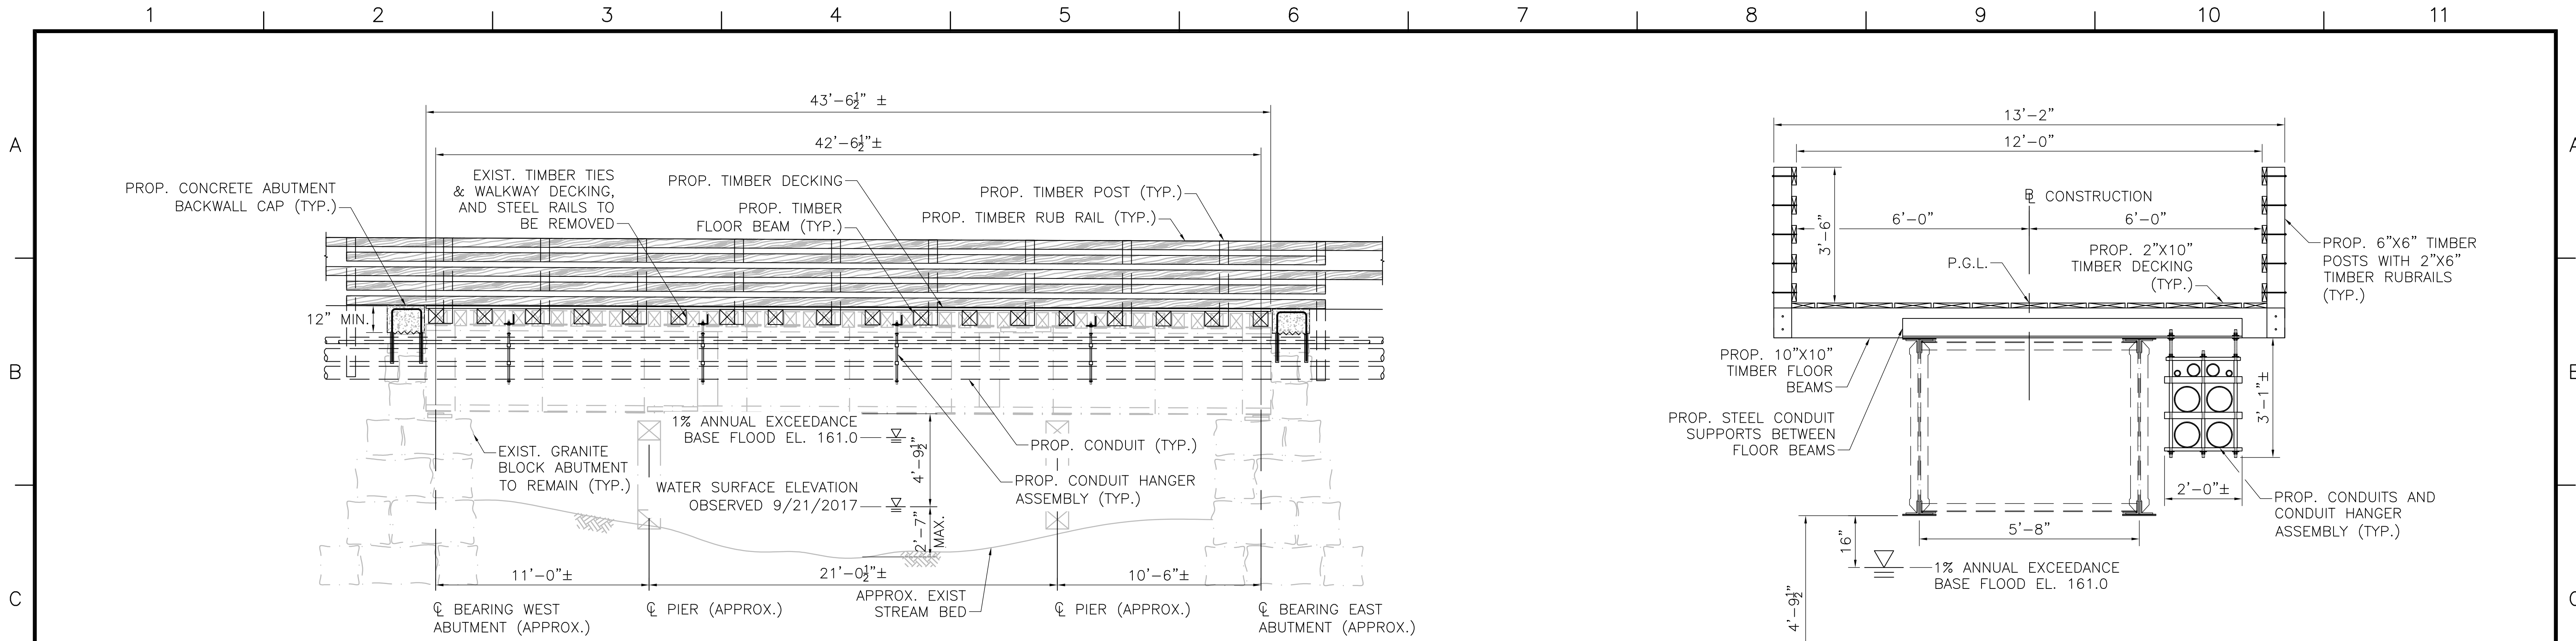 1 2 3 4 5 6 7 8 9 10 11
A
B
C
43'-6½" ±
42'-6½"±
PROP. CONCRETE ABUTMENT
BACKWALL CAP (TYP.)
EXIST. TIMBER TIES
& WALKWAY DECKING,
AND STEEL RAILS TO
BE REMOVED
PROP. TIMBER DECKING
PROP. TIMBER
FLOOR BEAM (TYP.)
PROP. TIMBER POST (TYP.)
PROP. TIMBER RUB RAIL (TYP.)
12" MIN.
1% ANNUAL EXCEEDANCE
BASE FLOOD EL. 161.0
4'-9½"
PROP. CONDUIT (TYP.)
EXIST. GRANITE
BLOCK ABUTMENT
TO REMAIN (TYP.)
WATER SURFACE ELEVATION
OBSERVED 9/21/2017
PROP. CONDUIT HANGER
ASSEMBLY (TYP.)
2'-7"
MAX.
11'-0"±
21'-0½"±
10'-6"±
APPROX. EXIST
STREAM BED
℄ BEARING WEST
ABUTMENT (APPROX.)
℄ PIER (APPROX.)
℄ PIER (APPROX.)
℄ BEARING EAST
ABUTMENT (APPROX.)
13'-2"
12'-0"
BL CONSTRUCTION
6'-0"
6'-0"
3'-6"
P.G.L.
PROP. 2"X10"
TIMBER DECKING
(TYP.)
PROP. 6"X6" TIMBER
POSTS WITH 2"X6"
TIMBER RUBRAILS
(TYP.)
PROP. 10"X10"
TIMBER FLOOR
BEAMS
3'-1"±
PROP. STEEL CONDUIT
SUPPORTS BETWEEN
FLOOR BEAMS
2'-0"±
PROP. CONDUITS AND
CONDUIT HANGER
ASSEMBLY (TYP.)
5'-8"
16"
1% ANNUAL EXCEEDANCE
BASE FLOOD EL. 161.0
4'-9½"
A